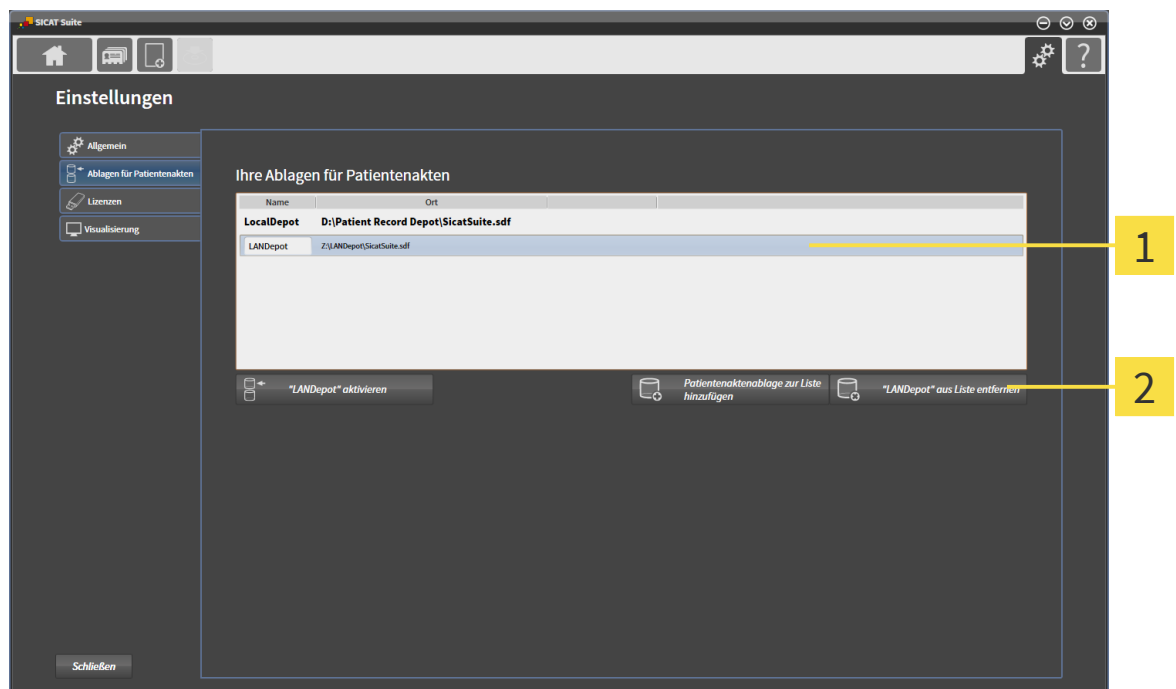 SICAT Suite
?
Einstellungen
Allgemein
Ablagen für Patientenakten
Lizenzen
Visualisierung
Ihre Ablagen für Patientenakten
Name Ort
LocalDepot D:\Patient Record Depot\SicatSuite.sdf
LANDepot Z:\LANDepot\SicatSuite.sdf
1
"LANDepot" aktivieren
Patientenaktenablage zur Liste
hinzufügen
"LANDepot" aus Liste entfernen
2
Schließen